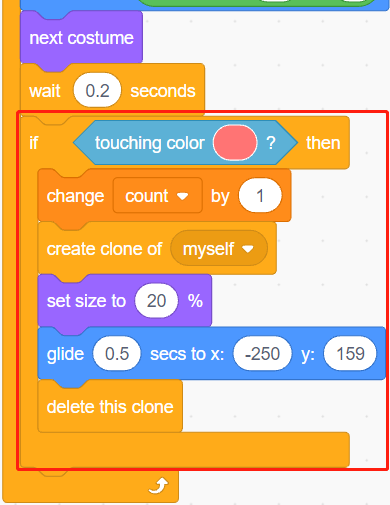 next costume
wait 0.2 seconds
if touching color ? then
change count by 1
create clone of myself
set size to 20 %
glide 0.5 secs to x: -250 y: 159
delete this clone